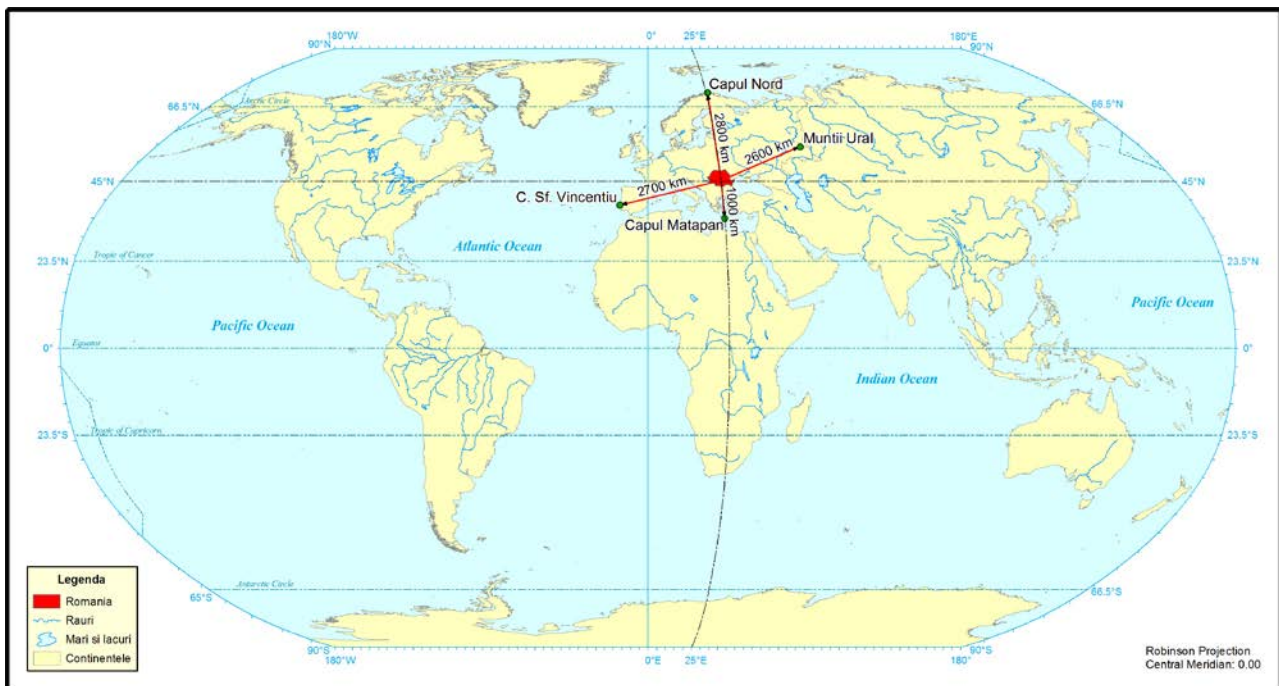 180°W 0° 25°E 180°E
90°N 90°N
Capul Nord
Arctic Circle
66.5°N 66.5°N
2800 km
Muntii Ural
2600 km
45°N 45°N
2700 km
C. Sf. Vincentiu
1000 km
Capul Matapan
Atlantic Ocean
Tropic of Cancer
23.5°N 23.5°N
Pacific Ocean
Pacific Ocean
Equator
0° 0°
Indian Ocean
Tropic of Capricorn
23.5°S 23.5°S
Legenda
Romania
Rauri
Mari si lacuri
Continentele
Antarctic Circle
65°S 66.5°S
90°S 90°S
180°W 0°E 25°E 180°
Robinson Projection
Central Meridian: 0.00